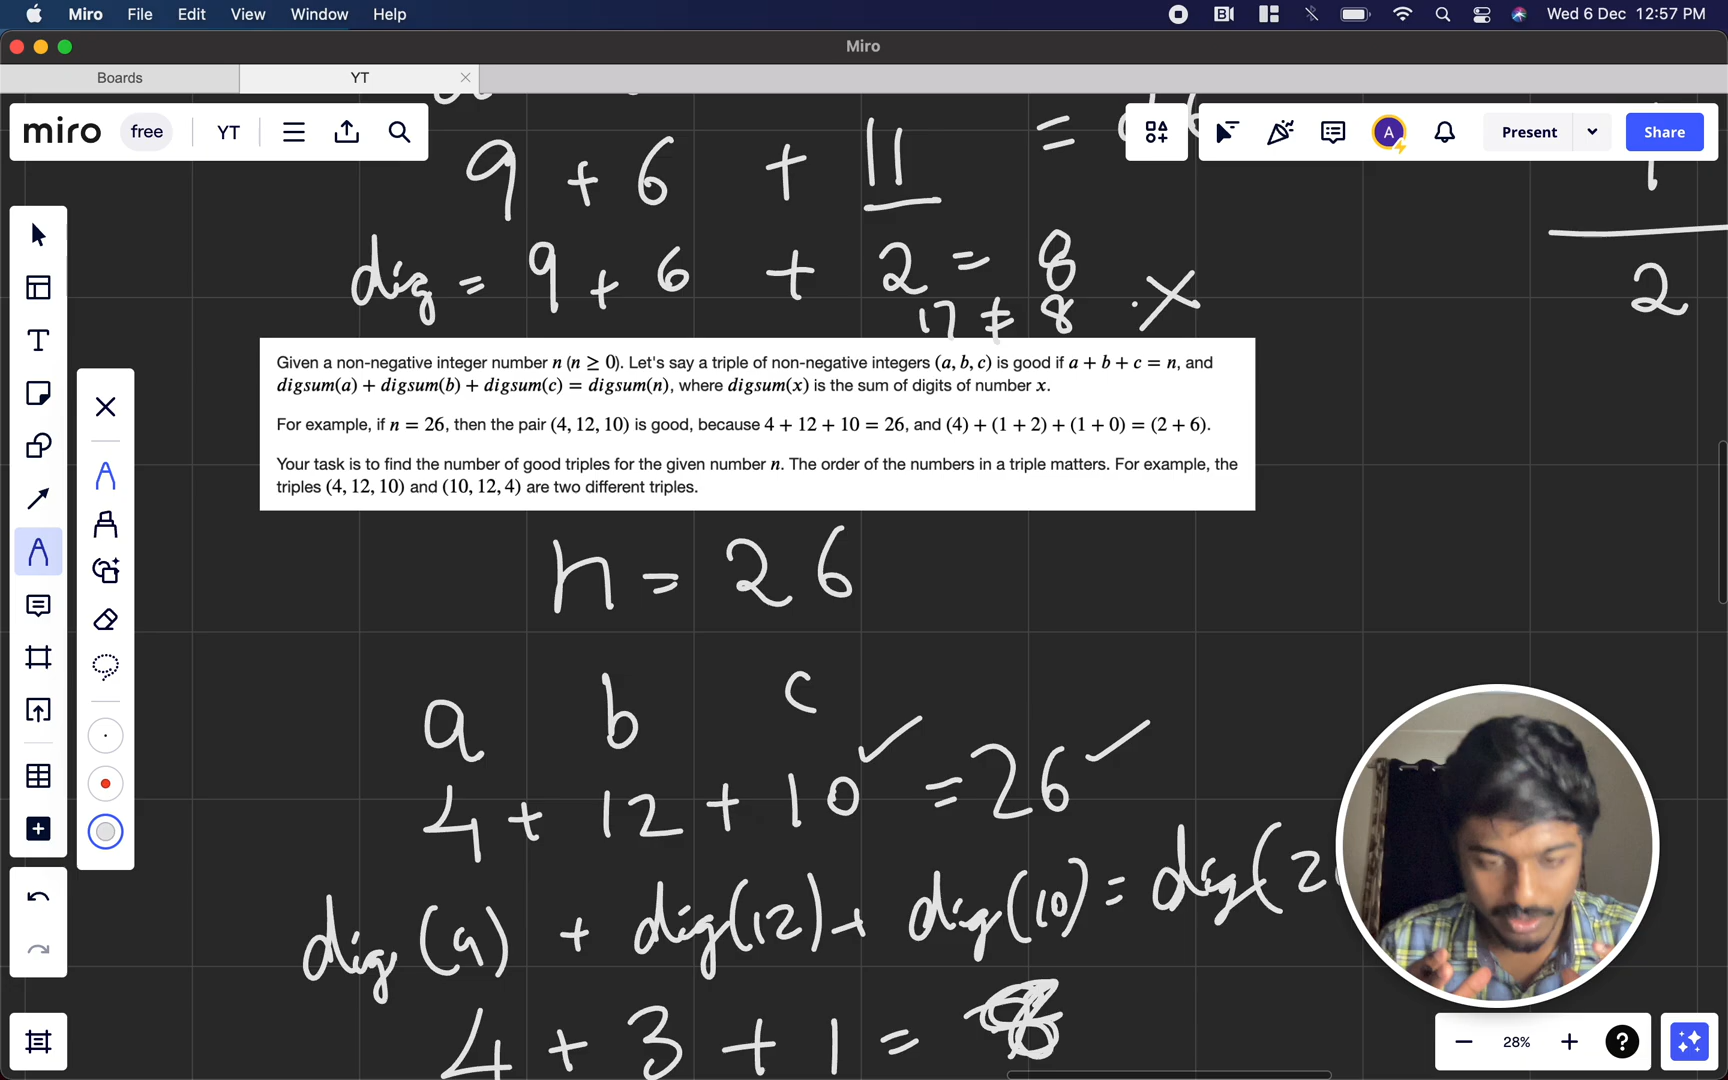 Miro File Edit View Window Help Wed 6 Dec 12:57 PM
Miro
Boards YT
miro free YT Present Share
9 + 6 + 11 =
dig = 9 + 6 + 2 = 8
17 ≠ 8 X
2
Given a non-negative integer number n (n ≥ 0). Let's say a triple of non-negative integers (a, b, c) is good if a + b + c = n, and
digsum(a) + digsum(b) + digsum(c) = digsum(n), where digsum(x) is the sum of digits of number x.
For example, if n = 26, then the pair (4, 12, 10) is good, because 4 + 12 + 10 = 26, and (4) + (1 + 2) + (1 + 0) = (2 + 6).
Your task is to find the number of good triples for the given number n. The order of the numbers in a triple matters. For example, the
triples (4, 12, 10) and (10, 12, 4) are two different triples.
n = 26
a b c
4 + 12 + 10 = 26
dig (9) + dig(12) + dig(10) = dig(2
4 + 3 + 1 = 8
28%